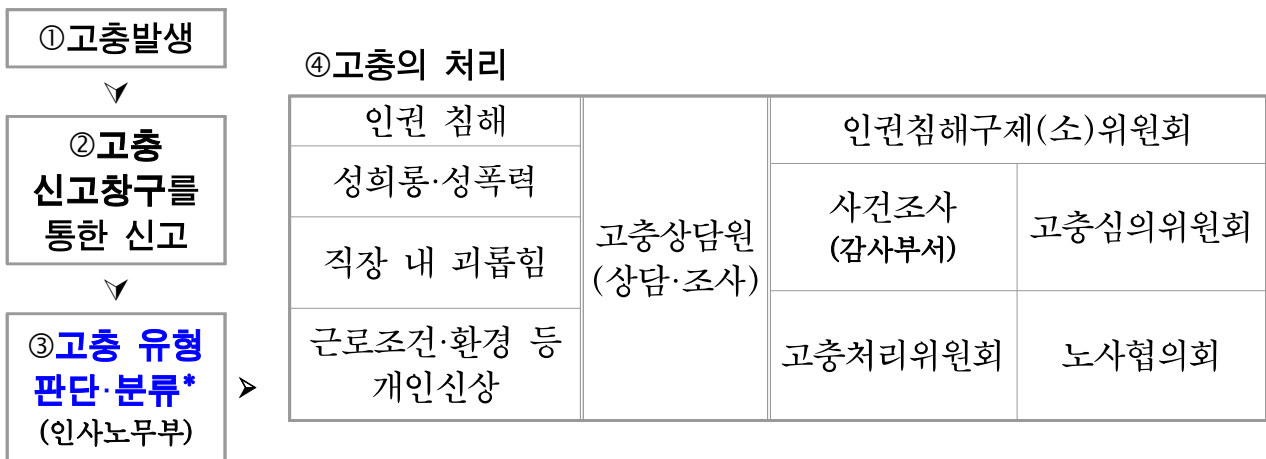 ①고충발생
②고충
신고창구를
통한 신고
③고충 유형
판단·분류*
(인사노무부)
④고충의 처리
인권 침해
성희롱·성폭력
직장 내 괴롭힘
근로조건·환경 등
개인신상
고충상담원
(상담·조사)
인권침해구제(소)위원회
사건조사
(감사부서)
고충심의위원회
고충처리위원회
노사협의회